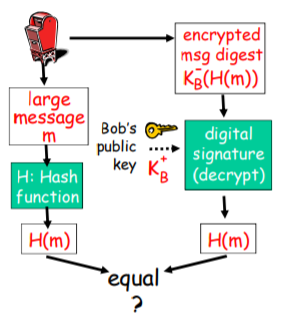 encrypted
msg digest
K_B^-(H(m))
large
message
m
Bob's
public
key K_B^+
digital
signature
(decrypt)
H: Hash
function
H(m)
H(m)
equal
?